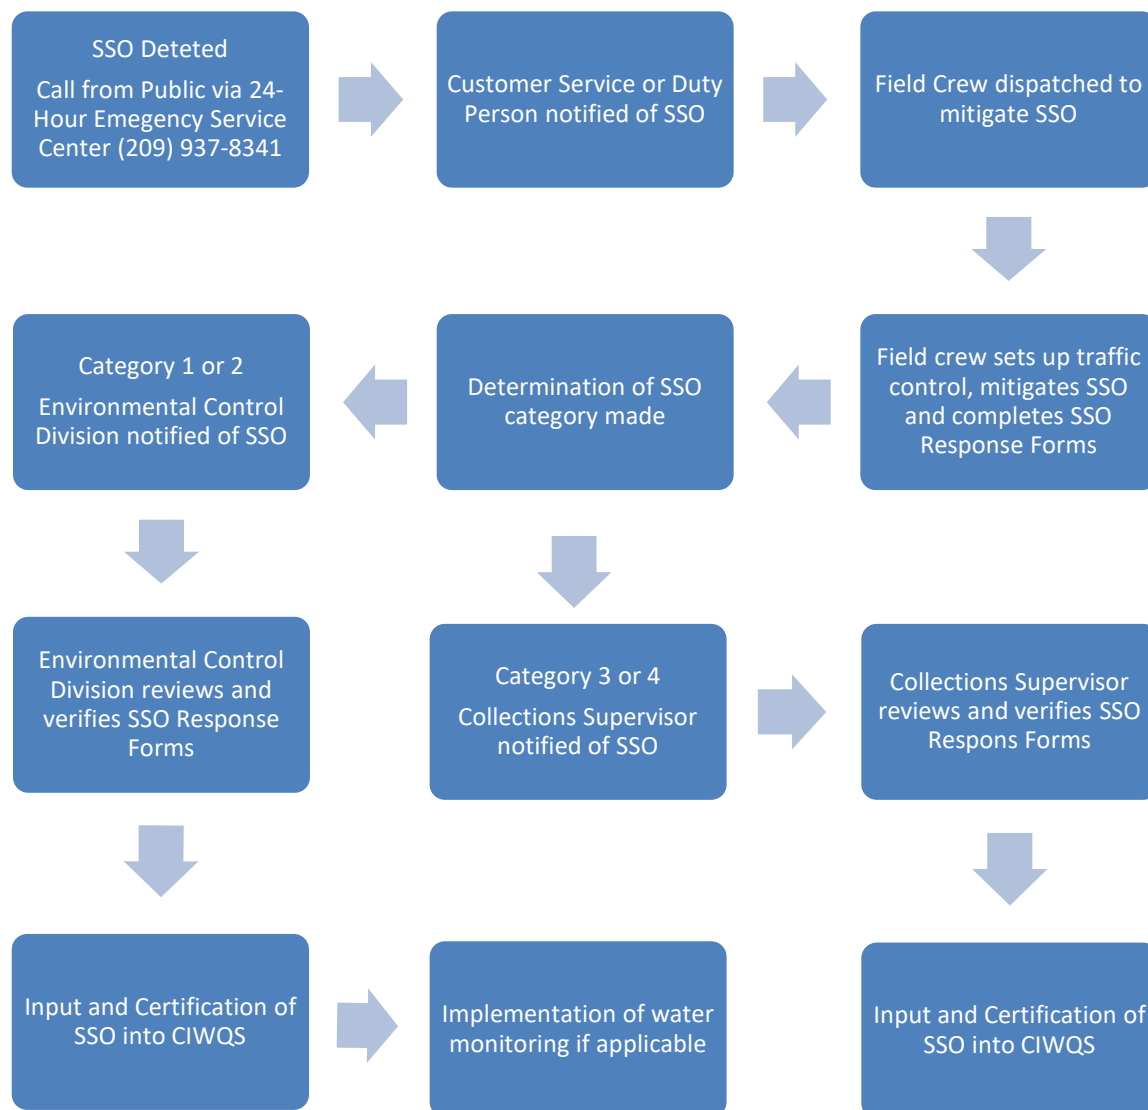 SSO Deteted
Call from Public via 24-
Hour Emegency Service
Center (209) 937-8341
Customer Service or Duty
Person notified of SSO
Field Crew dispatched to
mitigate SSO
Field crew sets up traffic
control, mitigates SSO
and completes SSO
Response Forms
Determination of SSO
category made
Category 1 or 2
Environmental Control
Division notified of SSO
Environmental Control
Division reviews and
verifies SSO Response
Forms
Category 3 or 4
Collections Supervisor
notified of SSO
Collections Supervisor
reviews and verifies SSO
Respons Forms
Input and Certification of
SSO into CIWQS
Implementation of water
monitoring if applicable
Input and Certification of
SSO into CIWQS